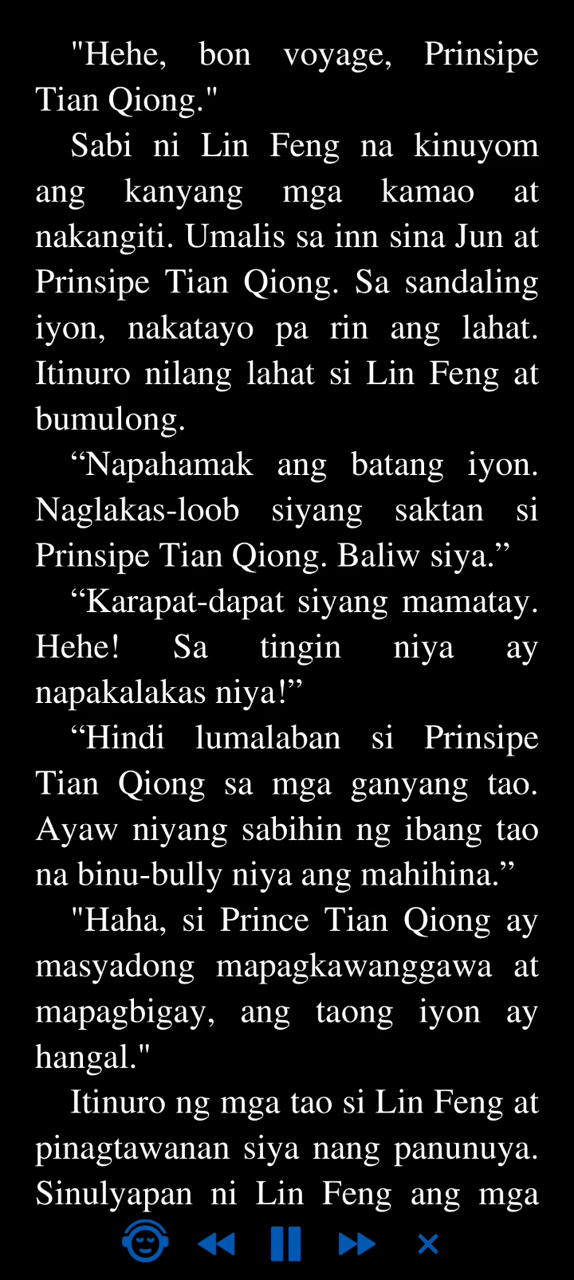 "Hehe, bon voyage, Prinsipe
Tian Qiong."
Sabi ni Lin Feng na kinuyom
ang kanyang mga kamao at
nakangiti. Umalis sa inn sina Jun at
Prinsipe Tian Qiong. Sa sandaling
iyon, nakatayo pa rin ang lahat.
Itinuro nilang lahat si Lin Feng at
bumulong.
“Napahamak ang batang iyon.
Naglakas-loob siyang saktan si
Prinsipe Tian Qiong. Baliw siya.”
“Karapat-dapat siyang mamatay.
Hehe! Sa tingin niya ay
napakalakas niya!”
“Hindi lumalaban si Prinsipe
Tian Qiong sa mga ganyang tao.
Ayaw niyang sabihin ng ibang tao
na binu-bully niya ang mahihina.”
"Haha, si Prince Tian Qiong ay
masyadong mapagkawanggawa at
mapagbigay, ang taong iyon ay
hangal."
Itinuro ng mga tao si Lin Feng at
pinagtawanan siya nang panunuya.
Sinulyapan ni Lin Feng ang mga